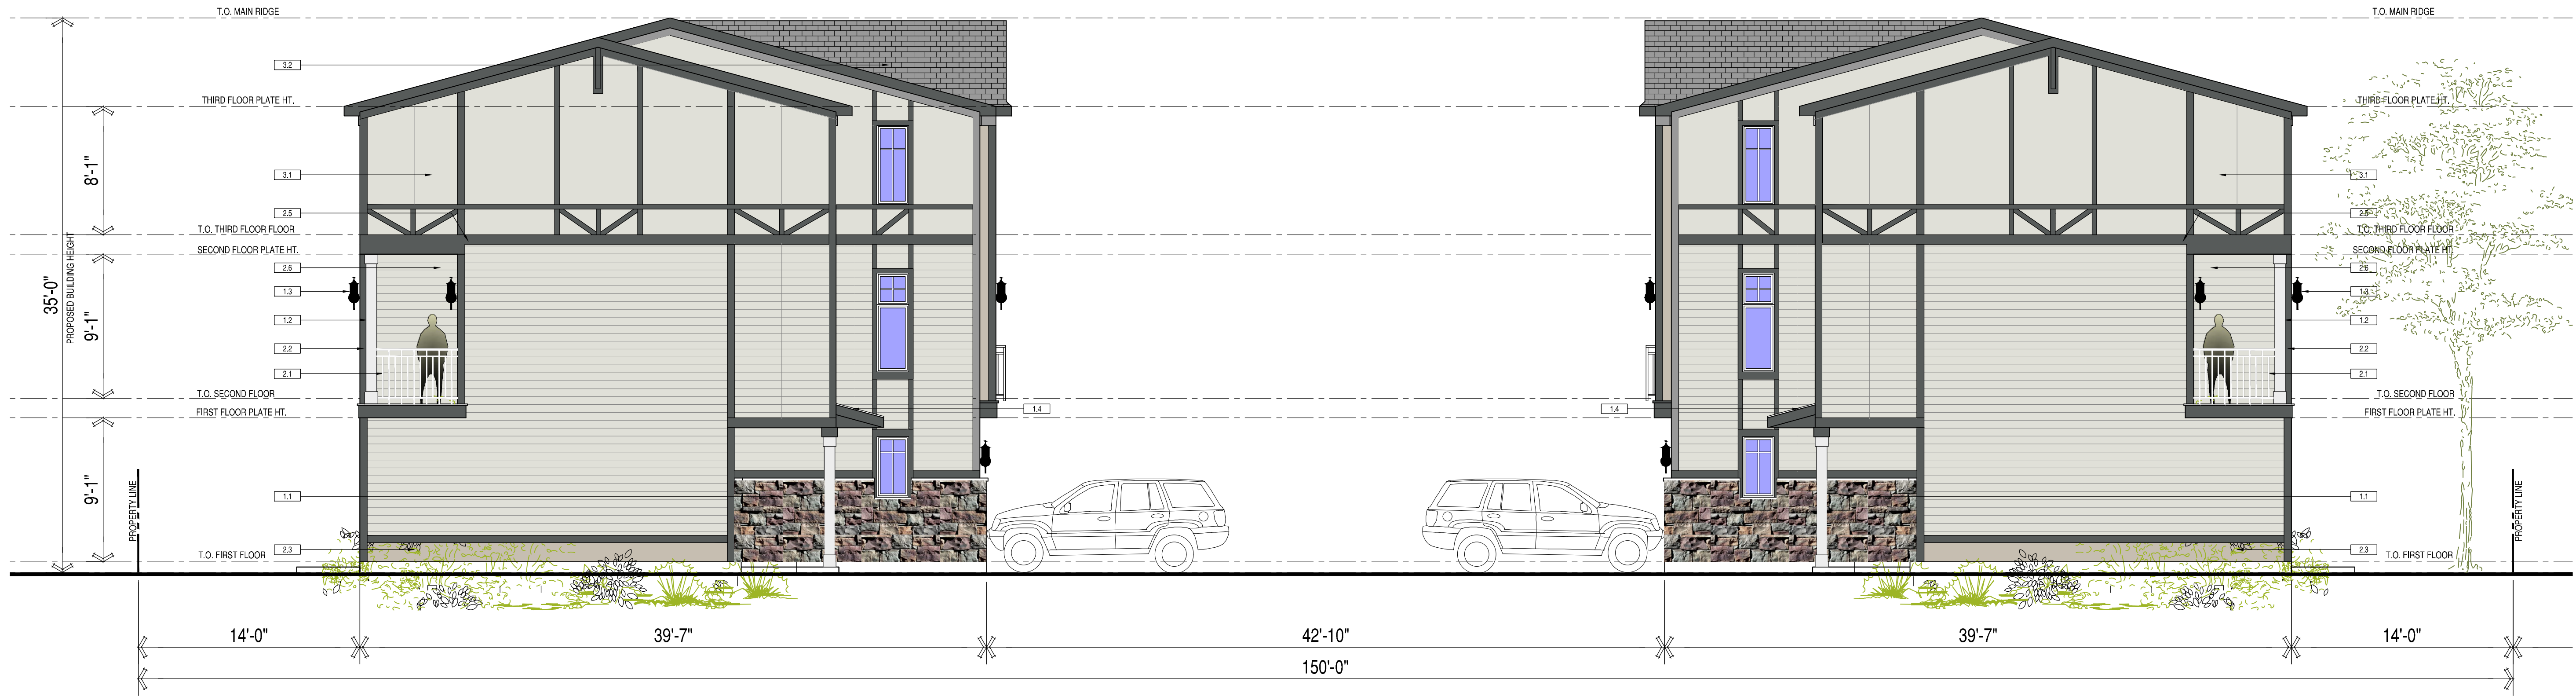 T.O. MAIN RIDGE
T.O. MAIN RIDGE
3.2
THIRD FLOOR PLATE HT.
THIRD FLOOR PLATE HT.
8'-1"
3.1
3.1
2.5
2.5
T.O. THIRD FLOOR FLOOR
T.O. THIRD FLOOR FLOOR
SECOND FLOOR PLATE HT.
SECOND FLOOR PLATE HT.
2.6
2.6
35'-0"
PROPOSED BUILDING HEIGHT
9'-1"
1.3
1.3
1.2
1.2
2.2
2.2
2.1
2.1
T.O. SECOND FLOOR
T.O. SECOND FLOOR
FIRST FLOOR PLATE HT.
1.4
1.4
FIRST FLOOR PLATE HT.
9'-1"
PROPERTY LINE
1.1
1.1
PROPERTY LINE
T.O. FIRST FLOOR
2.3
2.3
T.O. FIRST FLOOR
14'-0"
39'-7"
42'-10"
39'-7"
14'-0"
150'-0"